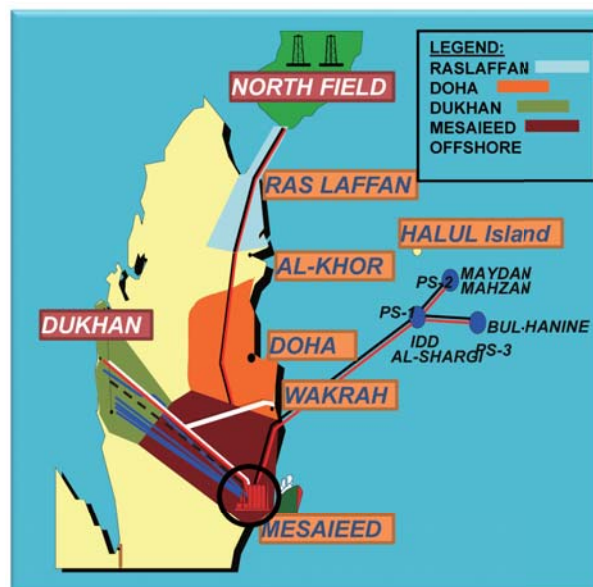 LEGEND:
RASLAFFAN
DOHA
DUKHAN
MESAIEED
OFFSHORE
NORTH FIELD
RAS LAFFAN
HALUL Island
AL-KHOR
PS-2
MAYDAN
MAHZAN
PS-1
DUKHAN
DOHA
IDD
AL-SHARGI
BUL·HANINE
PS-3
WAKRAH
MESAIEED